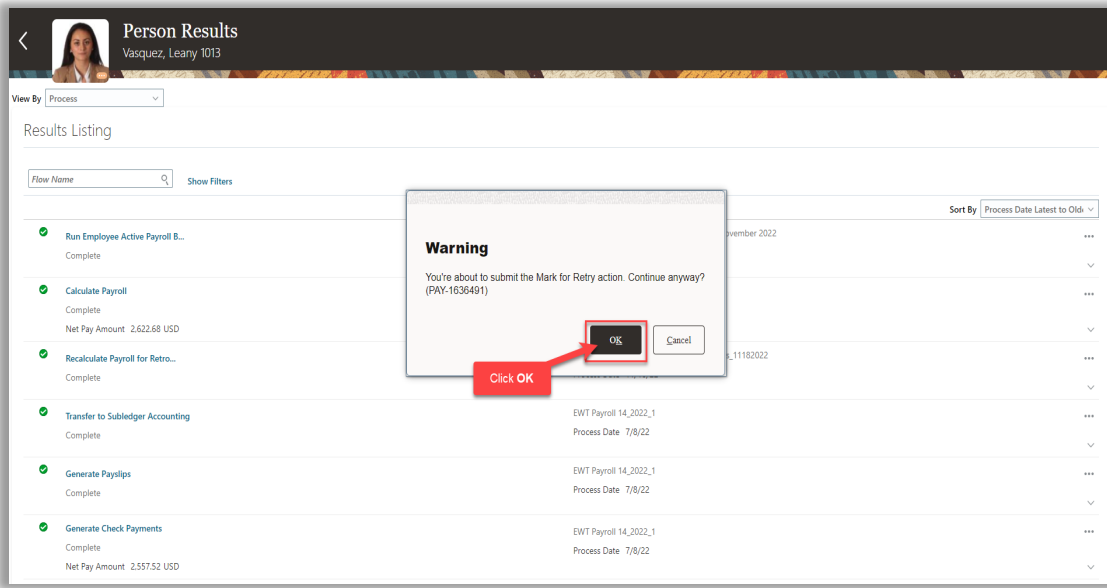 Person Results
Vasquez, Leany 1013
View By Process
Results Listing
Flow Name Show Filters
Sort By Process Date Latest to Olde
Run Employee Active Payroll B...
Complete
vember 2022
Calculate Payroll
Complete
Net Pay Amount 2,622.68 USD
Recalculate Payroll for Retro...
Complete
s_11182022
Warning
You're about to submit the Mark for Retry action. Continue anyway?
(PAY-1636491)
OK Cancel
Click OK
Transfer to Subledger Accounting
Complete
EWT Payroll 14_2022_1
Process Date 7/8/22
Generate Payslips
Complete
EWT Payroll 14_2022_1
Process Date 7/8/22
Generate Check Payments
Complete
Net Pay Amount 2,557.52 USD
EWT Payroll 14_2022_1
Process Date 7/8/22